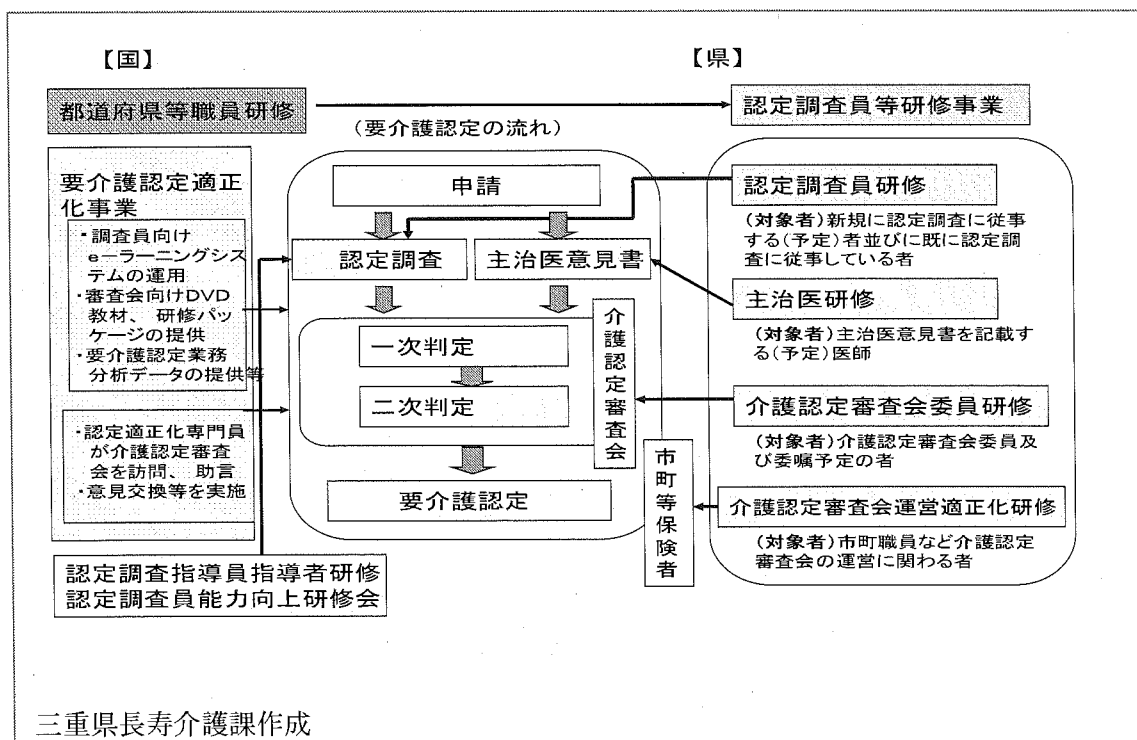 【国】
【県】
都道府県等職員研修
認定調査員等研修事業
(要介護認定の流れ)
要介護認定適正
化事業
・調査員向け
e－ラーニングシス
テムの運用
・審査会向けDVD
教材、研修パッ
ケージの提供
・要介護認定業務
分析データの提供等
・認定適正化専門員
が介護認定審査
会を訪問、助言
・意見交換等を実施
認定調査指導員指導者研修
認定調査員能力向上研修会
申請
認定調査
主治医意見書
一次判定
二次判定
介護認定審査会
要介護認定
市町等保険者
認定調査員研修
(対象者)新規に認定調査に従事
する(予定)者並びに既に認定調
査に従事している者
主治医研修
(対象者)主治医意見書を記載す
る(予定)医師
介護認定審査会委員研修
(対象者)介護認定審査会委員及
び委嘱予定の者
介護認定審査会運営適正化研修
(対象者)市町職員など介護認定
審査会の運営に関わる者
三重県長寿介護課作成